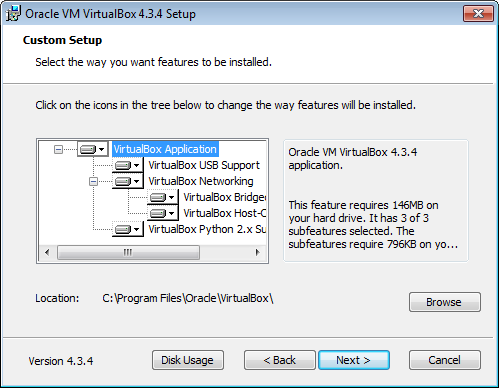 Oracle VM VirtualBox 4.3.4 Setup
Custom Setup
Select the way you want features to be installed.
Click on the icons in the tree below to change the way features will be installed.
VirtualBox Application
VirtualBox USB Support
VirtualBox Networking
VirtualBox Bridged
VirtualBox Host-O
VirtualBox Python 2.x Su
Oracle VM VirtualBox 4.3.4
application.
This feature requires 146MB on
your hard drive. It has 3 of 3
subfeatures selected. The
subfeatures require 796KB on yo...
Location: C:\Program Files\Oracle\VirtualBox\
Browse
Version 4.3.4
Disk Usage
< Back
Next >
Cancel